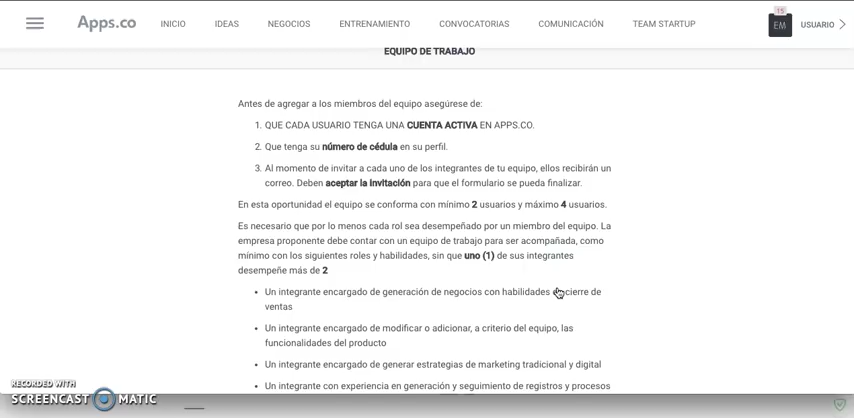 Apps.co INICIO IDEAS NEGOCIOS ENTRENAMIENTO CONVOCATORIAS COMUNICACIÓN TEAM STARTUP 15 EM USUARIO
EQUIPO DE TRABAJO
Antes de agregar a los miembros del equipo asegúrese de:
1. QUE CADA USUARIO TENGA UNA CUENTA ACTIVA EN APPS.CO.
2. Que tenga su número de cédula en su perfil.
3. Al momento de invitar a cada uno de los integrantes de tu equipo, ellos recibirán un
correo. Deben aceptar la invitación para que el formulario se pueda finalizar.
En esta oportunidad el equipo se conforma con mínimo 2 usuarios y máximo 4 usuarios.
Es necesario que por lo menos cada rol sea desempeñado por un miembro del equipo. La
empresa proponente debe contar con un equipo de trabajo para ser acompañada, como
mínimo con los siguientes roles y habilidades, sin que uno (1) de sus integrantes
desempeñe más de 2
• Un integrante encargado de generación de negocios con habilidades cierre de
ventas
• Un integrante encargado de modificar o adicionar, a criterio del equipo, las
funcionalidades del producto
• Un integrante encargado de generar estrategias de marketing tradicional y digital
• Un integrante con experiencia en generación y seguimiento de registros y procesos
RECORDED WITH
SCREENCAST MATIC